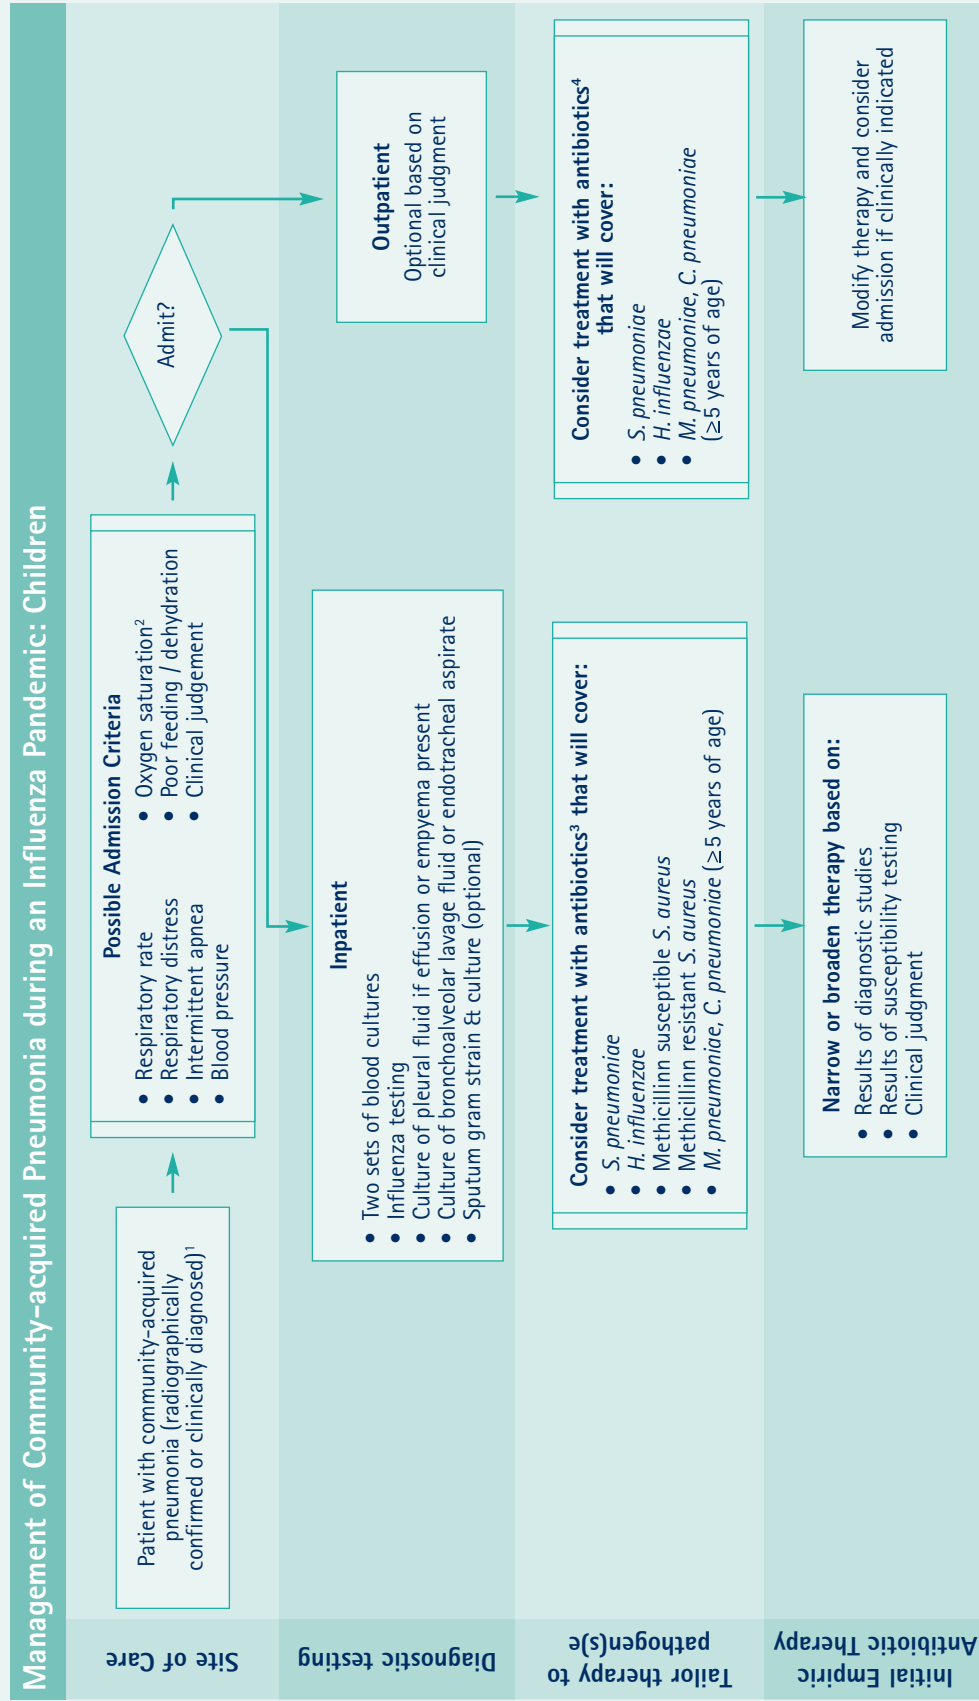 Management of Community-acquired Pneumonia during an Influenza Pandemic: Children
Site of Care
Patient with community-acquired
pneumonia (radiographically
confirmed or clinically diagnosed)1
Possible Admission Criteria
• Respiratory rate
• Respiratory distress
• Intermittent apnea
• Blood pressure
• Oxygen saturation2
• Poor feeding / dehydration
• Clinical judgement
Admit?
Diagnostic testing
Inpatient
• Two sets of blood cultures
• Influenza testing
• Culture of pleural fluid if effusion or empyema present
• Culture of bronchoalveolar lavage fluid or endotracheal aspirate
• Sputum gram strain & culture (optional)
Outpatient
Optional based on
clinical judgment
Tailor therapy to
pathogen(s)e
Consider treatment with antibiotics3 that will cover:
• S. pneumoniae
• H. influenzae
• Methicillinn susceptible S. aureus
• Methicillinn resistant S. aureus
• M. pneumoniae, C. pneumoniae (≥5 years of age)
Consider treatment with antibiotics4
that will cover:
• S. pneumoniae
• H. influenzae
• M. pneumoniae, C. pneumoniae
(≥5 years of age)
Initial Empiric
Antibiotic Therapy
Narrow or broaden therapy based on:
• Results of diagnostic studies
• Results of susceptibility testing
• Clinical judgment
Modify therapy and consider
admission if clinically indicated